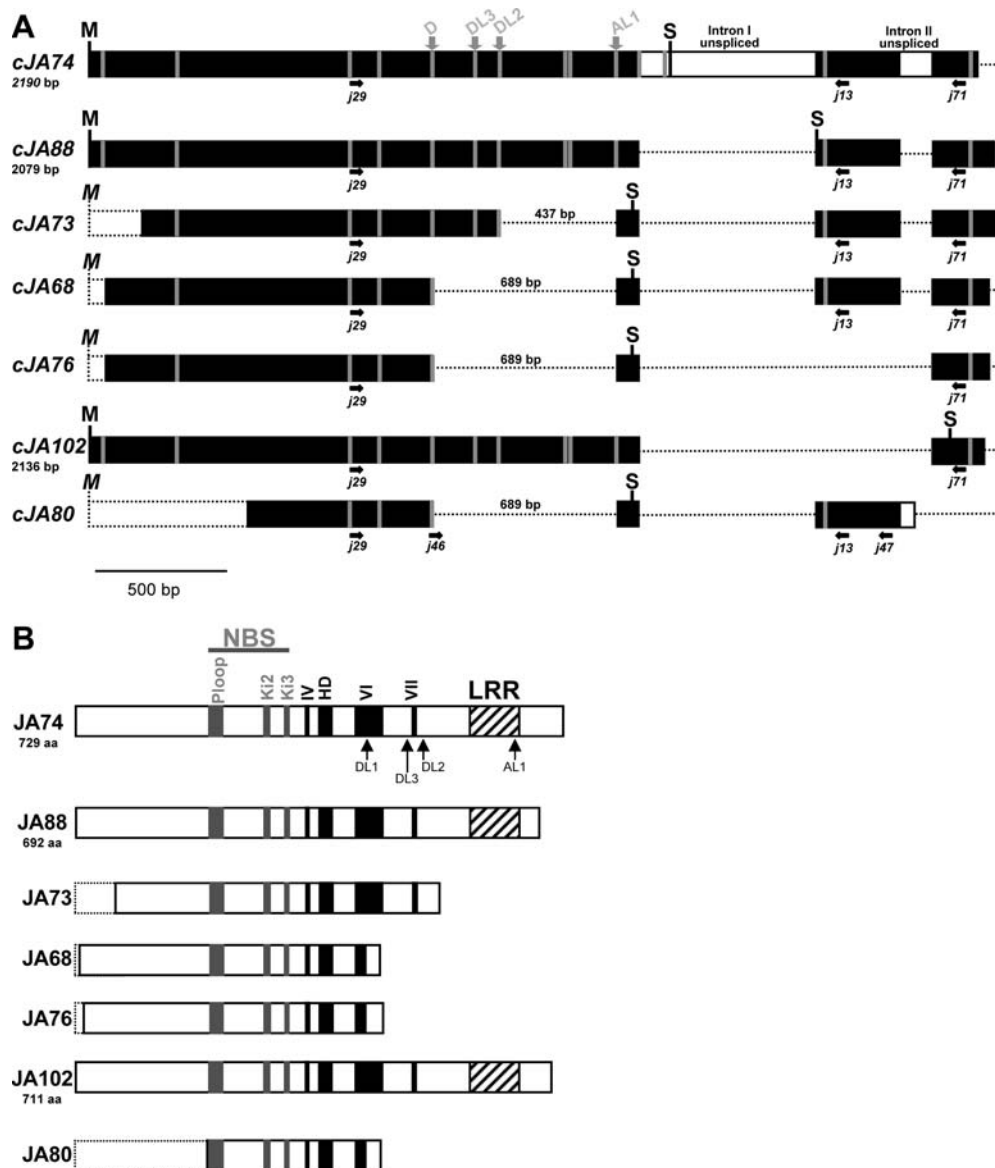 A
D DL3 DL2 AL1
M S Intron I unspliced Intron II unspliced
cJA74
2190 bp
j29 j13 j71
M S
cJA88
2079 bp
j29 j13 j71
M S
cJA73 437 bp
j29 j13 j71
M S
cJA68 689 bp
j29 j13 j71
M S
cJA76 689 bp
j29 j71
M S
cJA102
2136 bp
j29 j71
M S
cJA80 689 bp
j29 j46 j13 j47
500 bp
B
NBS
Ploop Ki2 Ki3 IV HD VI VII LRR
JA74
729 aa
DL1 DL3 DL2 AL1
JA88
692 aa
JA73
JA68
JA76
JA102
711 aa
JA80